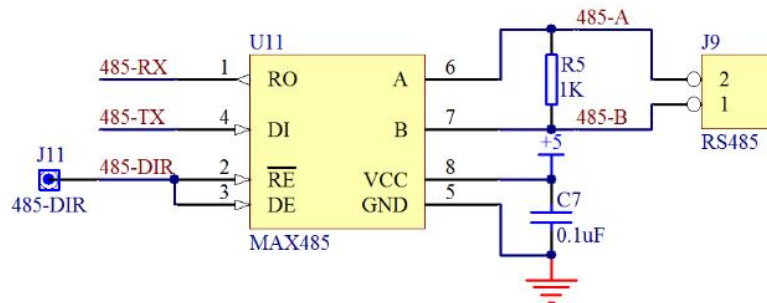 485-A
U11
J9
485-RX 1 RO A 6 R5 2
1K
485-TX 4 DI B 7 485-B 1
+5
J11 485-DIR 2 RE VCC 8 RS485
485-DIR 3 DE GND 5 C7
MAX485 0.1uF